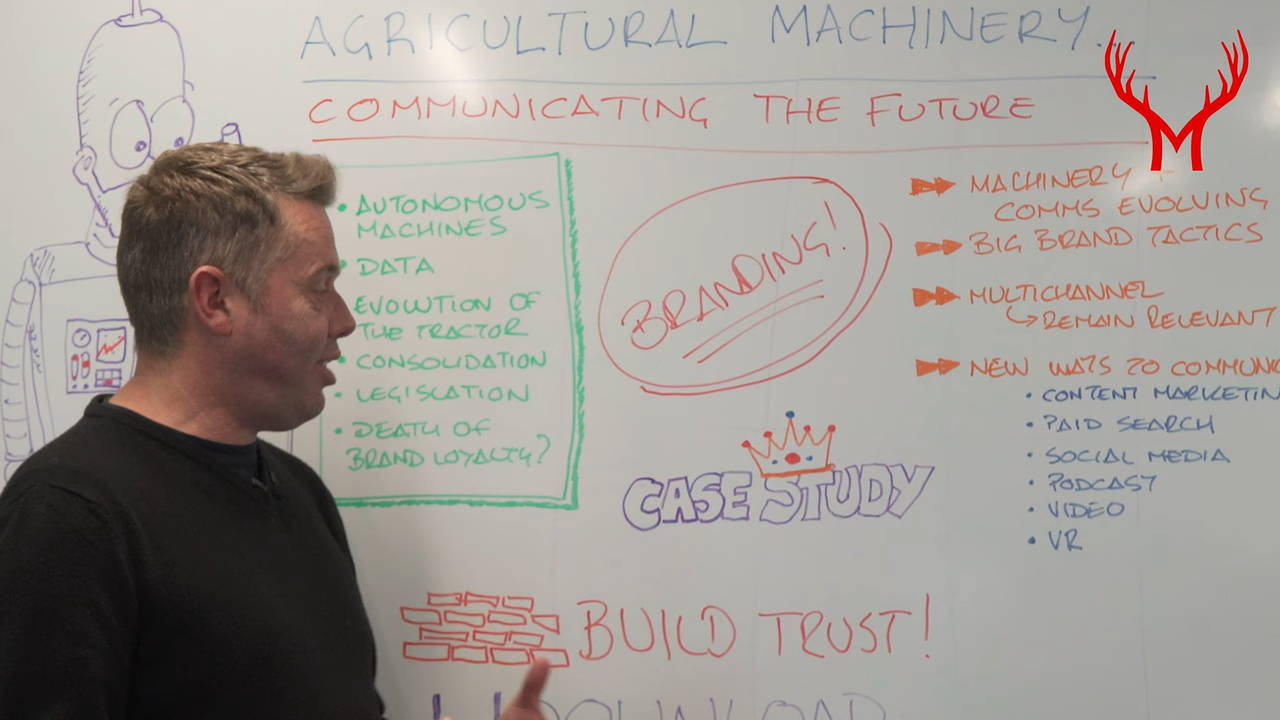 AGRICULTURAL MACHINERY..
COMMUNICATING THE FUTURE
• AUTONOMOUS
MACHINES
• DATA
EVOLUTION OF
THE TRACTOR
• CONSOLIDATION
• LEGISLATION
• DEATH OF
BRAND LOYALTY?
BRANDING!
CASE STUDY
MACHINERY +
COMMS EVOLVING
BIG BRAND TACTICS
MULTICHANNEL
↳ REMAIN RELEVANT
NEW WAYS TO COMMUNIC
• CONTENT MARKETIN
• PAID SEARCH
• SOCIAL MEDIA
• PODCAST
• VIDEO
• VR
BUILD TRUST!
DOWNLOAD
M